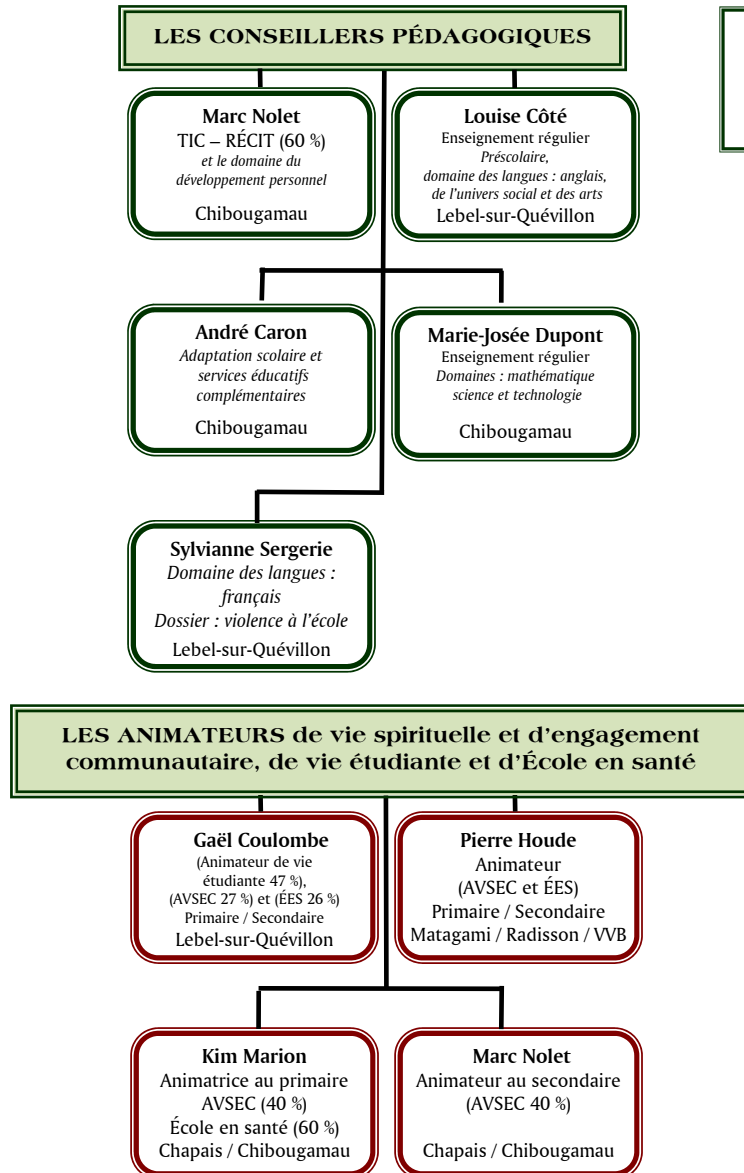 LES CONSEILLERS PÉDAGOGIQUES
Marc Nolet
TIC – RÉCIT (60 %)
et le domaine du
développement personnel
Chibougamau
Louise Côté
Enseignement régulier
Préscolaire,
domaine des langues : anglais,
de l'univers social et des arts
Lebel-sur-Quévillon
André Caron
Adaptation scolaire et
services éducatifs
complémentaires
Chibougamau
Marie-Josée Dupont
Enseignement régulier
Domaines : mathématique
science et technologie
Chibougamau
Sylvianne Sergerie
Domaine des langues :
français
Dossier : violence à l'école
Lebel-sur-Quévillon
LES ANIMATEURS de vie spirituelle et d'engagement
communautaire, de vie étudiante et d'École en santé
Gaël Coulombe
(Animateur de vie
étudiante 47 %),
(AVSEC 27 %) et (ÉES 26 %)
Primaire / Secondaire
Lebel-sur-Quévillon
Pierre Houde
Animateur
(AVSEC et ÉES)
Primaire / Secondaire
Matagami / Radisson / VVB
Kim Marion
Animatrice au primaire
AVSEC (40 %)
École en santé (60 %)
Chapais / Chibougamau
Marc Nolet
Animateur au secondaire
(AVSEC 40 %)
Chapais / Chibougamau